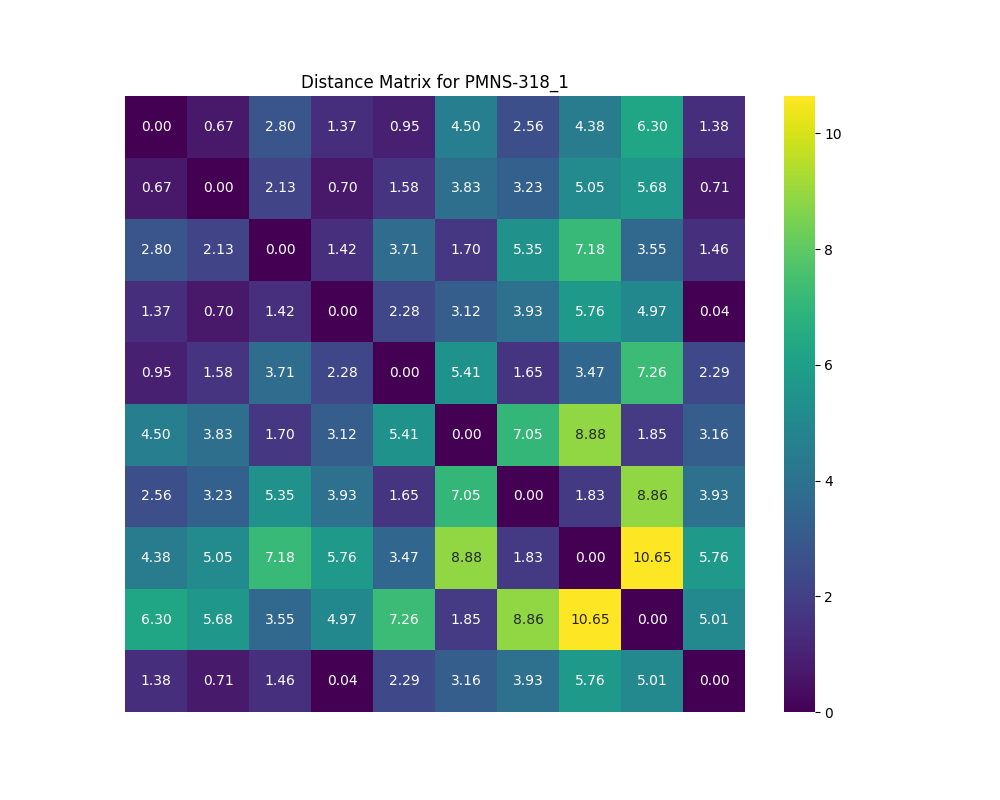 Distance Matrix for PMNS-318_1
0.00 0.67 2.80 1.37 0.95 4.50 2.56 4.38 6.30 1.38
0.67 0.00 2.13 0.70 1.58 3.83 3.23 5.05 5.68 0.71
2.80 2.13 0.00 1.42 3.71 1.70 5.35 7.18 3.55 1.46
1.37 0.70 1.42 0.00 2.28 3.12 3.93 5.76 4.97 0.04
0.95 1.58 3.71 2.28 0.00 5.41 1.65 3.47 7.26 2.29
4.50 3.83 1.70 3.12 5.41 0.00 7.05 8.88 1.85 3.16
2.56 3.23 5.35 3.93 1.65 7.05 0.00 1.83 8.86 3.93
4.38 5.05 7.18 5.76 3.47 8.88 1.83 0.00 10.65 5.76
6.30 5.68 3.55 4.97 7.26 1.85 8.86 10.65 0.00 5.01
1.38 0.71 1.46 0.04 2.29 3.16 3.93 5.76 5.01 0.00
10
8
6
4
2
0